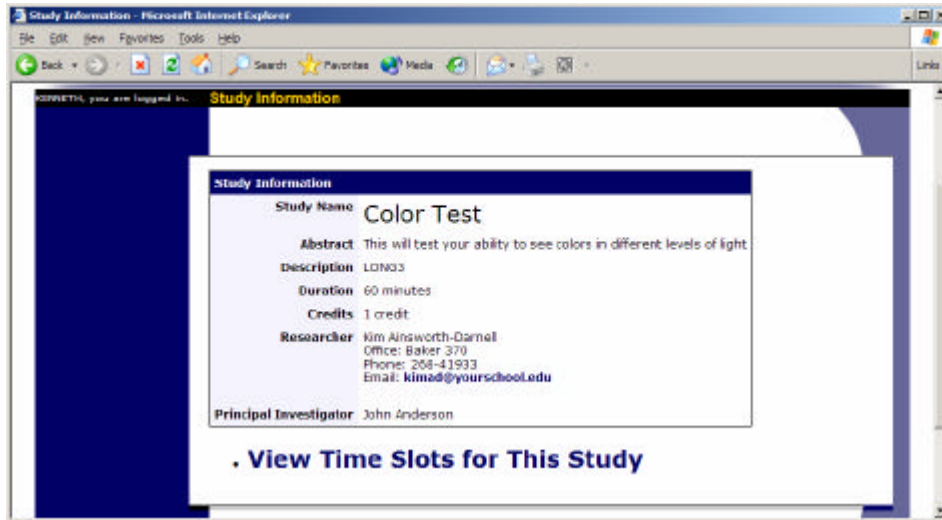 Study Information - Microsoft Internet Explorer
File Edit View Favorites Tools Help
Back Search Favorites Media Links
KENNETH, you are logged in. Study Information
Study Information
Study Name Color Test
Abstract This will test your ability to see colors in different levels of light
Description LONG3
Duration 60 minutes
Credits 1 credit
Researcher Kim Ainsworth-Darnell
Office: Baker 370
Phone: 268-41933
Email: kimad@yourschool.edu
Principal Investigator John Anderson
• View Time Slots for This Study